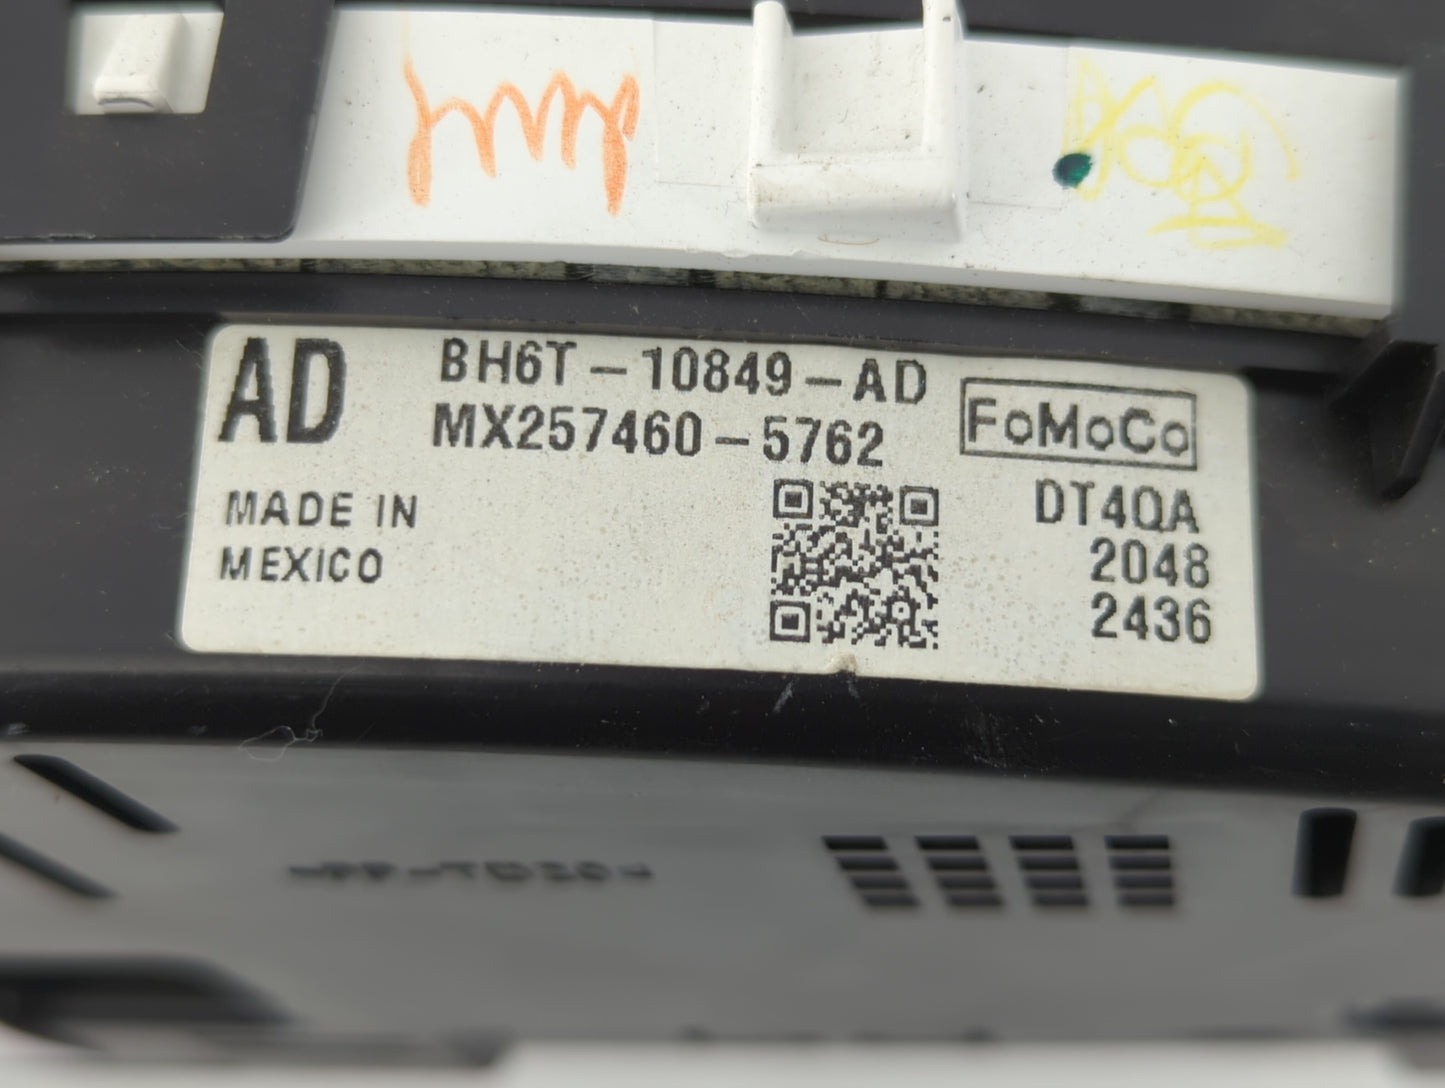 AD
BH6T-10849-AD
MX257460-5762
FoMoCo
MADE IN
MEXICO
DT4QA
2048
2436